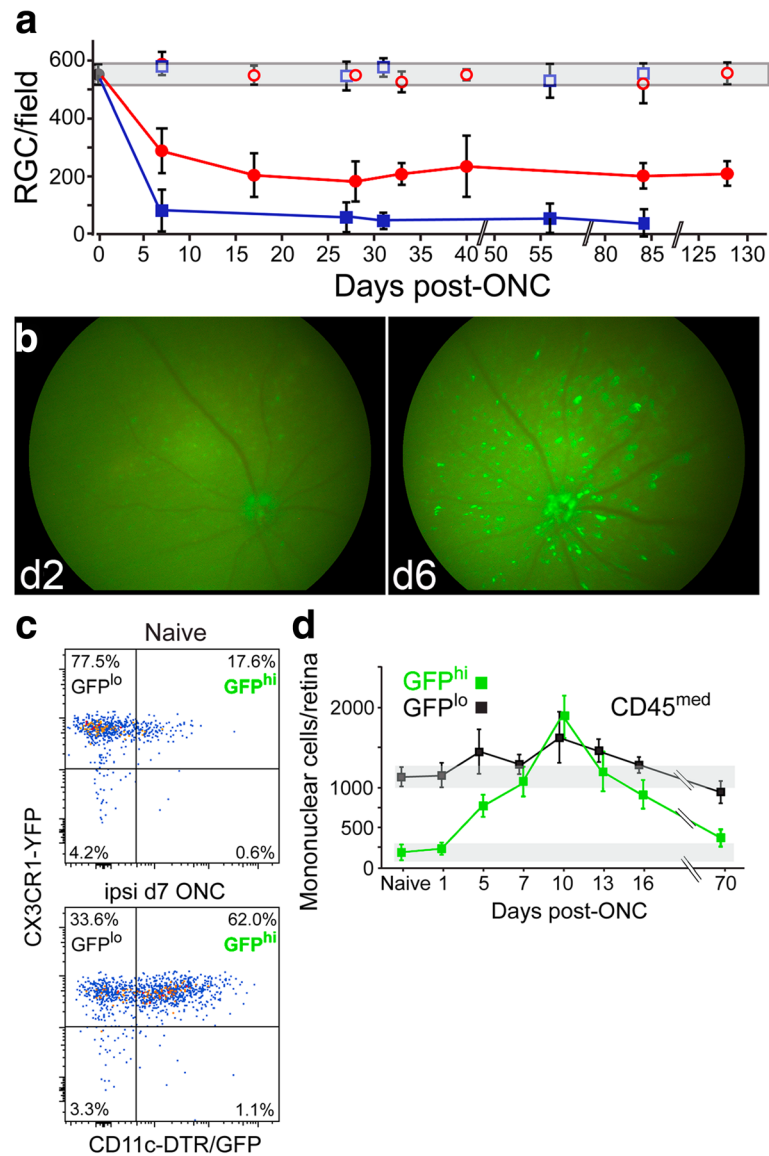 a
RGC/field
600
400
200
0
0 5 10 15 20 25 30 35 40 50 55 80 85 125 130
Days post-ONC
b
d2
d6
c
Naive
77.5% 17.6%
GFPlo GFPhi
4.2% 0.6%
ipsi d7 ONC
33.6% 62.0%
GFPlo GFPhi
3.3% 1.1%
CX3CR1-YFP
CD11c-DTR/GFP
d
GFPhi
GFPlo
CD45med
Mononuclear cells/retina
2000
1000
500
0
Naive 1 5 7 10 13 16 70
Days post-ONC